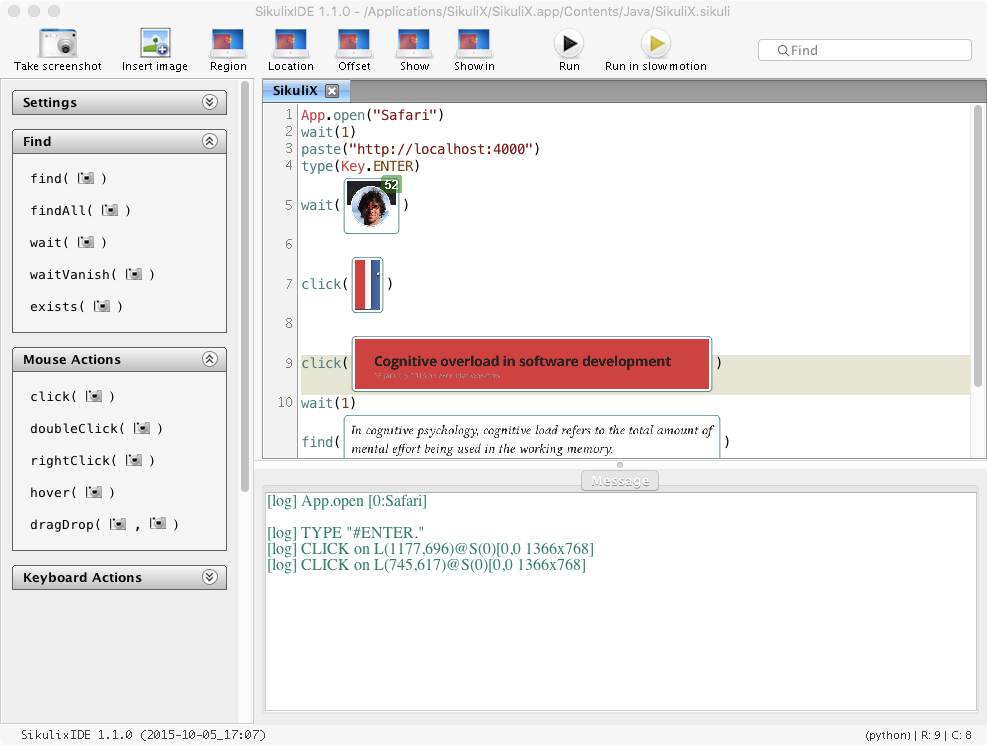 SikulixIDE 1.1.0 - /Applications/SikuliX/SikuliX.app/Contents/Java/SikuliX.sikuli
Take screenshot
Insert image
Region
Location
Offset
Show
Show in
Run
Run in slow motion
Find
Settings
Find
find( )
findAll( )
wait( )
waitVanish( )
exists( )
Mouse Actions
click( )
doubleClick( )
rightClick( )
hover( )
dragDrop( , )
Keyboard Actions
SikuliX
1 App.open("Safari")
2 wait(1)
3 paste("http://localhost:4000")
4 type(Key.ENTER)
52
5 wait( )
6
7 click( )
8
9 click( Cognitive overload in software development )
10 wait(1)
In cognitive psychology, cognitive load refers to the total amount of
find( mental effort being used in the working memory. )
Message
[log] App.open [0:Safari]
[log] TYPE "#ENTER."
[log] CLICK on L(1177,696)@S(0)[0,0 1366x768]
[log] CLICK on L(745,617)@S(0)[0,0 1366x768]
SikulixIDE 1.1.0 (2015-10-05_17:07)
(python) | R: 9 | C: 8